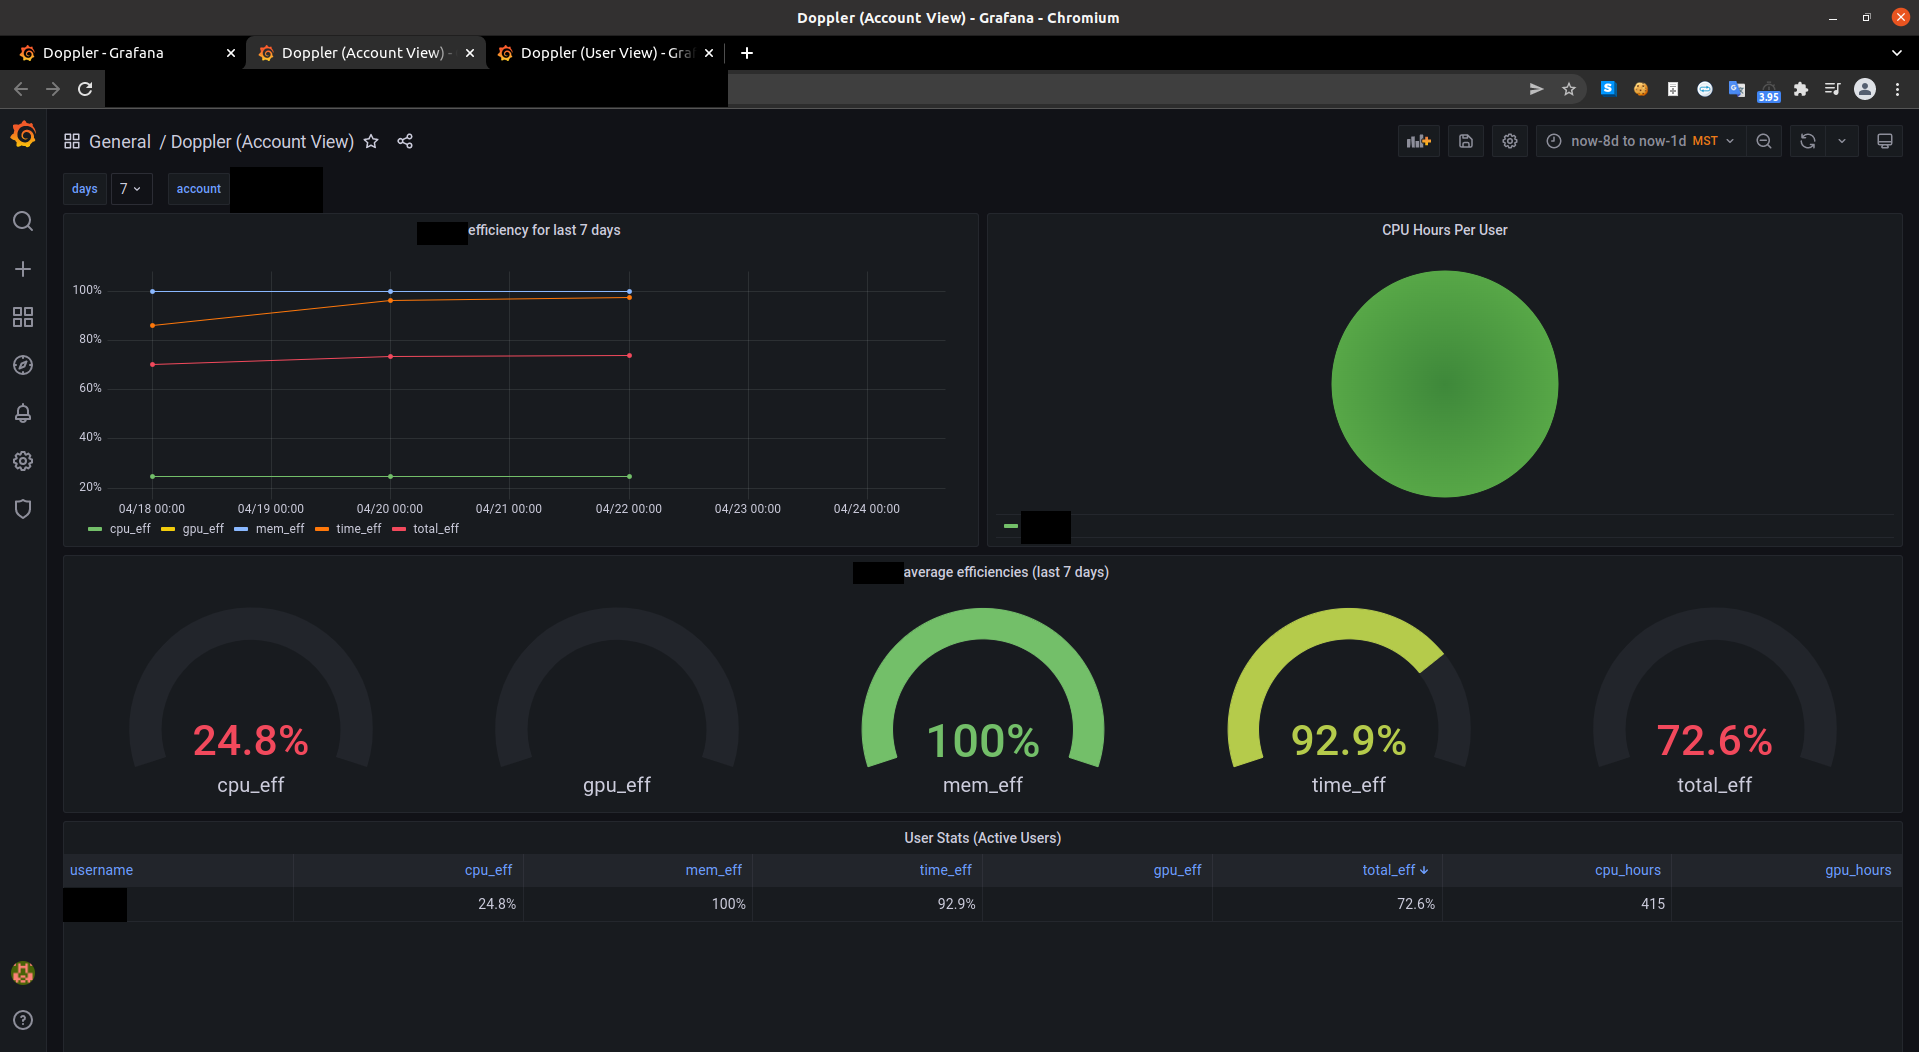 Doppler (Account View) - Grafana - Chromium
Doppler - Grafana
Doppler (Account View) -
Doppler (User View) - Gra
3.95
General / Doppler (Account View)
now-8d to now-1d MST
days 7 account
efficiency for last 7 days
100%
80%
60%
40%
20%
04/18 00:00 04/19 00:00 04/20 00:00 04/21 00:00 04/22 00:00 04/23 00:00 04/24 00:00
cpu_eff gpu_eff mem_eff time_eff total_eff
CPU Hours Per User
average efficiencies (last 7 days)
24.8% 100% 92.9% 72.6%
cpu_eff gpu_eff mem_eff time_eff total_eff
User Stats (Active Users)
username cpu_eff mem_eff time_eff gpu_eff total_eff cpu_hours gpu_hours
24.8% 100% 92.9% 72.6% 415